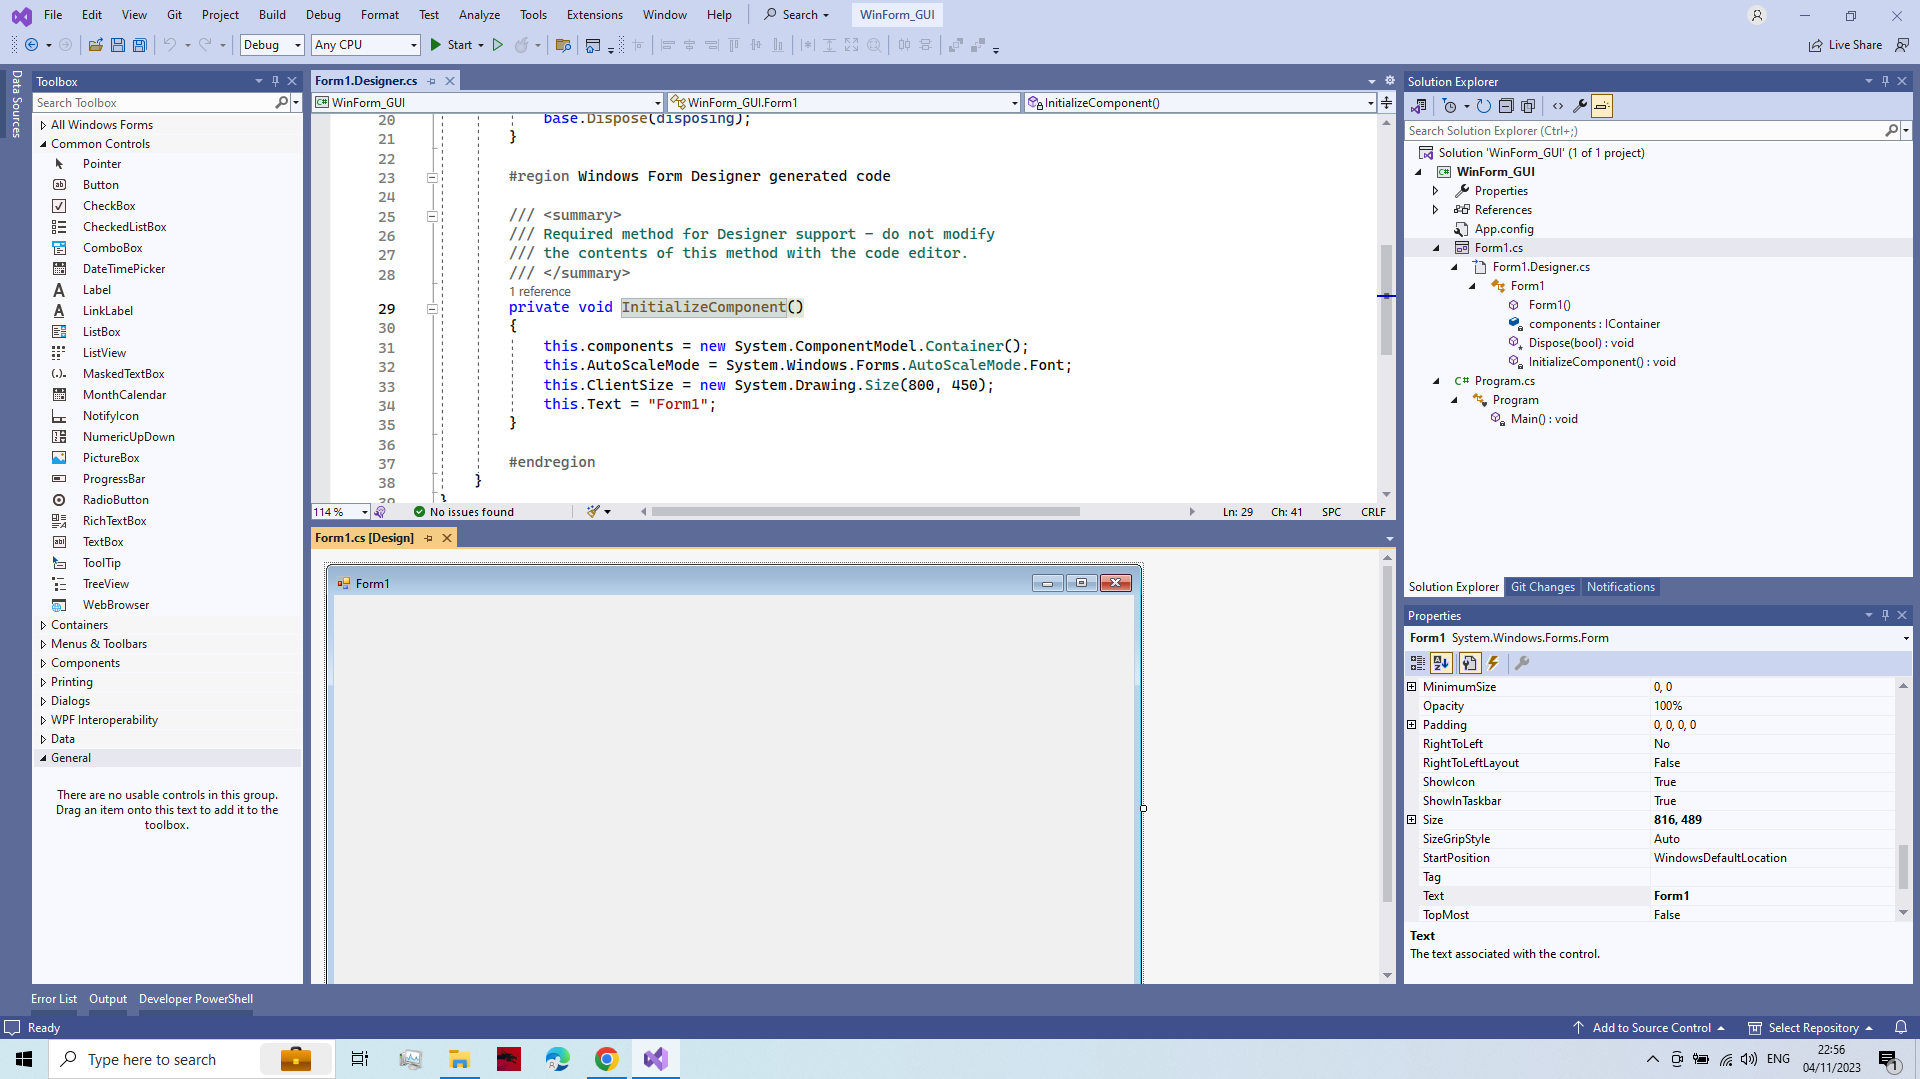 File Edit View Git Project Build Debug Format Test Analyze Tools Extensions Window Help Search WinForm_GUI
Debug Any CPU Start Live Share
Data Sources
Toolbox
Search Toolbox
All Windows Forms
Common Controls
Pointer
Button
CheckBox
CheckedListBox
ComboBox
DateTimePicker
Label
LinkLabel
ListBox
ListView
MaskedTextBox
MonthCalendar
NotifyIcon
NumericUpDown
PictureBox
ProgressBar
RadioButton
RichTextBox
TextBox
ToolTip
TreeView
WebBrowser
Containers
Menus & Toolbars
Components
Printing
Dialogs
WPF Interoperability
Data
General
There are no usable controls in this group.
Drag an item onto this text to add it to the
toolbox.
Form1.Designer.cs
WinForm_GUI WinForm_GUI.Form1 InitializeComponent()
20 base.Dispose(disposing);
21 }
22
23 #region Windows Form Designer generated code
24
25 /// <summary>
26 /// Required method for Designer support - do not modify
27 /// the contents of this method with the code editor.
28 /// </summary>
1 reference
29 private void InitializeComponent()
30 {
31 this.components = new System.ComponentModel.Container();
32 this.AutoScaleMode = System.Windows.Forms.AutoScaleMode.Font;
33 this.ClientSize = new System.Drawing.Size(800, 450);
34 this.Text = "Form1";
35 }
36
37 #endregion
38 }
39 }
114 % No issues found Ln: 29 Ch: 41 SPC CRLF
Form1.cs [Design]
Form1
Solution Explorer
Search Solution Explorer (Ctrl+;)
Solution 'WinForm_GUI' (1 of 1 project)
C# WinForm_GUI
Properties
References
App.config
Form1.cs
Form1.Designer.cs
Form1
Form1()
components : IContainer
Dispose(bool) : void
InitializeComponent() : void
C# Program.cs
Program
Main() : void
Solution Explorer Git Changes Notifications
Properties
Form1 System.Windows.Forms.Form
MinimumSize 0, 0
Opacity 100%
Padding 0, 0, 0, 0
RightToLeft No
RightToLeftLayout False
ShowIcon True
ShowInTaskbar True
Size 816, 489
SizeGripStyle Auto
StartPosition WindowsDefaultLocation
Tag
Text Form1
TopMost False
Text
The text associated with the control.
Error List Output Developer PowerShell
Ready Add to Source Control Select Repository
Type here to search ENG 22:56
04/11/2023 1